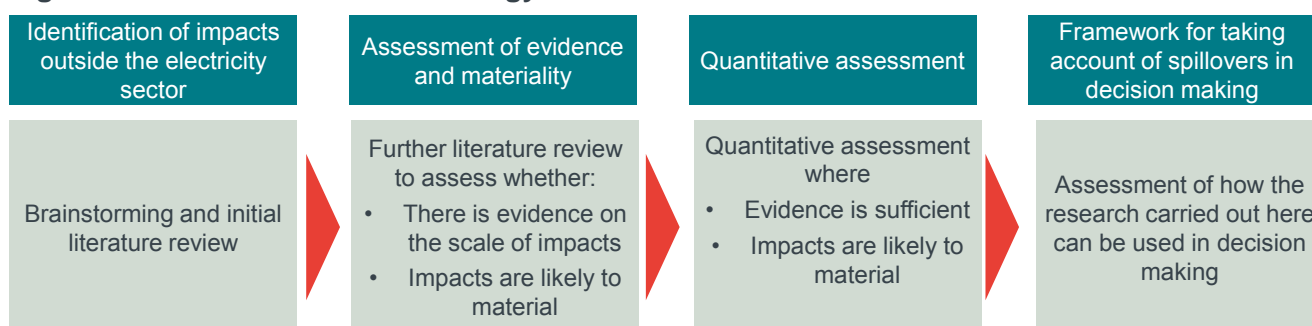 Identification of impacts
outside the electricity
sector
Assessment of evidence
and materiality
Quantitative assessment
Framework for taking
account of spillovers in
decision making
Brainstorming and initial
literature review
Further literature review
to assess whether:
• There is evidence on
the scale of impacts
• Impacts are likely to
material
Quantitative assessment
where
• Evidence is sufficient
• Impacts are likely to
material
Assessment of how the
research carried out here
can be used in decision
making